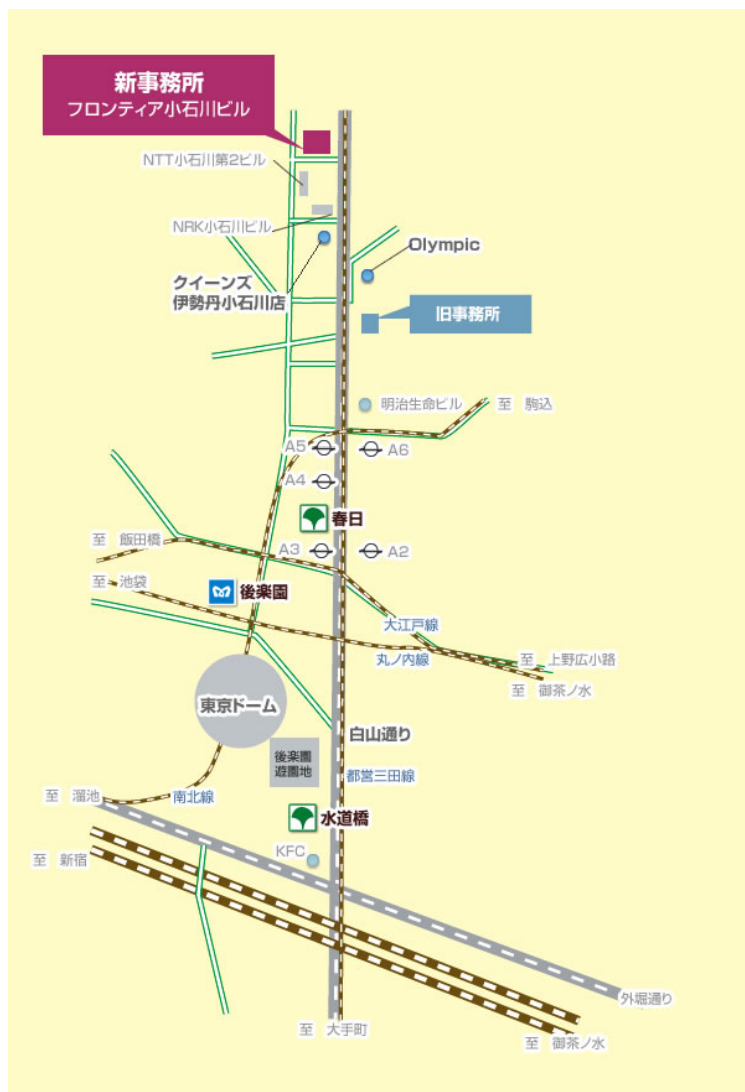 新事務所
フロンティア小石川ビル
NTT小石川第2ビル
NRK小石川ビル
Olympic
クイーンズ
伊勢丹小石川店
旧事務所
明治生命ビル
至 駒込
A5
A6
A4
春日
至 飯田橋
A3
A2
至 池袋
後楽園
大江戸線
丸ノ内線
至 上野広小路
至 御茶ノ水
東京ドーム
白山通り
後楽園
遊園地
都営三田線
至 溜池
南北線
水道橋
KFC
至 新宿
外堀通り
至 大手町
至 御茶ノ水